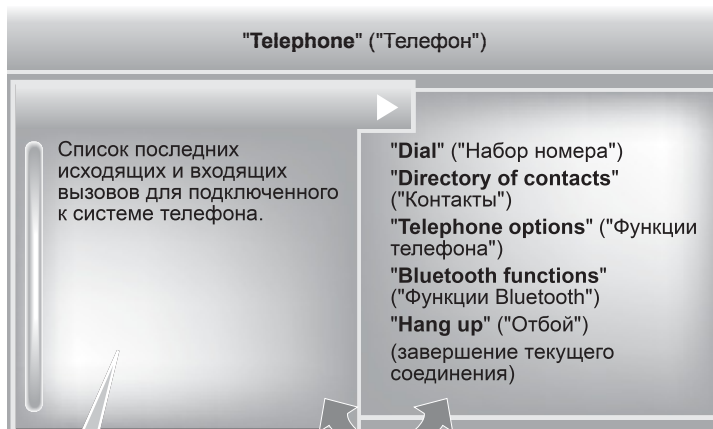 "Telephone" ("Телефон")
Список последних
исходящих и входящих
вызовов для подключенного
к системе телефона.
"Dial" ("Набор номера")
"Directory of contacts"
("Контакты")
"Telephone options" ("Функции
телефона")
"Bluetooth functions"
("Функции Bluetooth")
"Hang up" ("Отбой")
(завершение текущего
соединения)